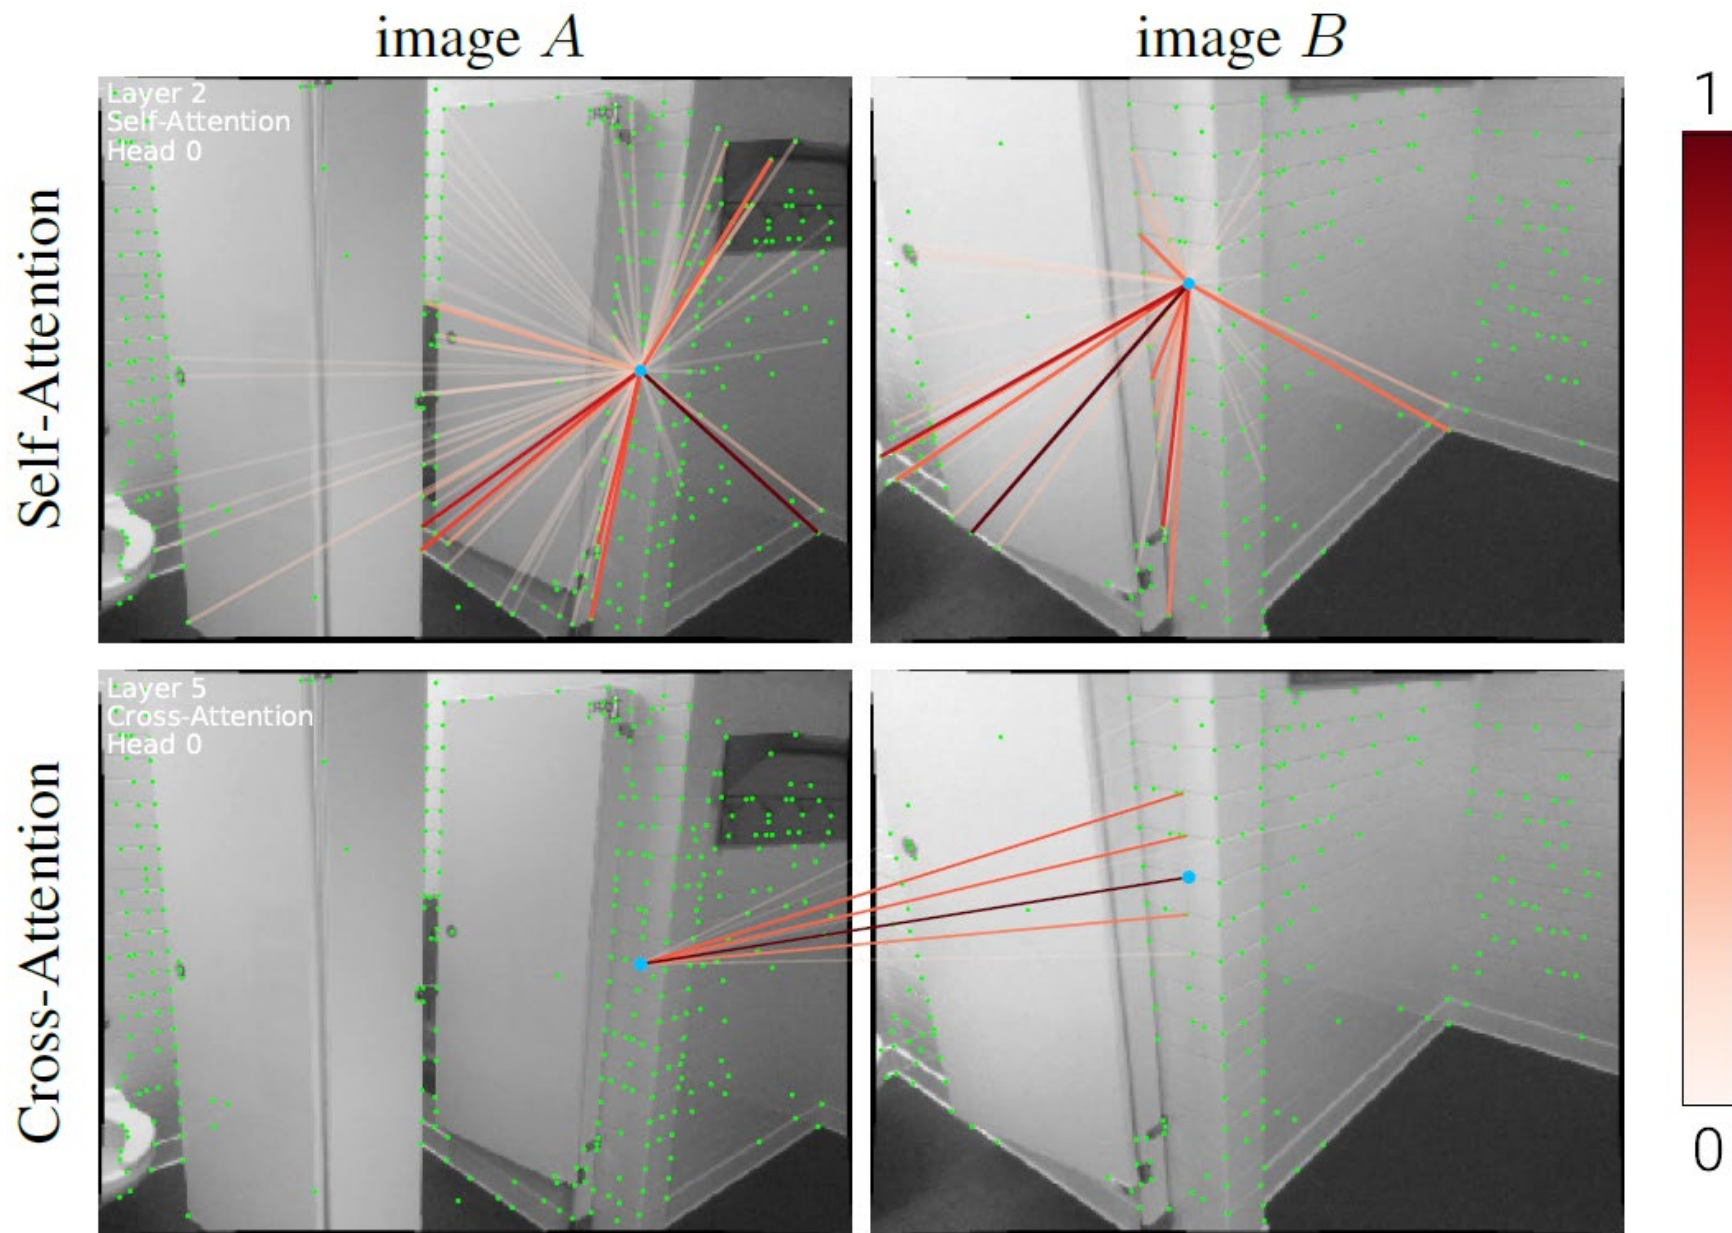 image A
image B
Layer 2
Self-Attention
Head 0
Self-Attention
1
Layer 5
Cross-Attention
Head 0
Cross-Attention
0